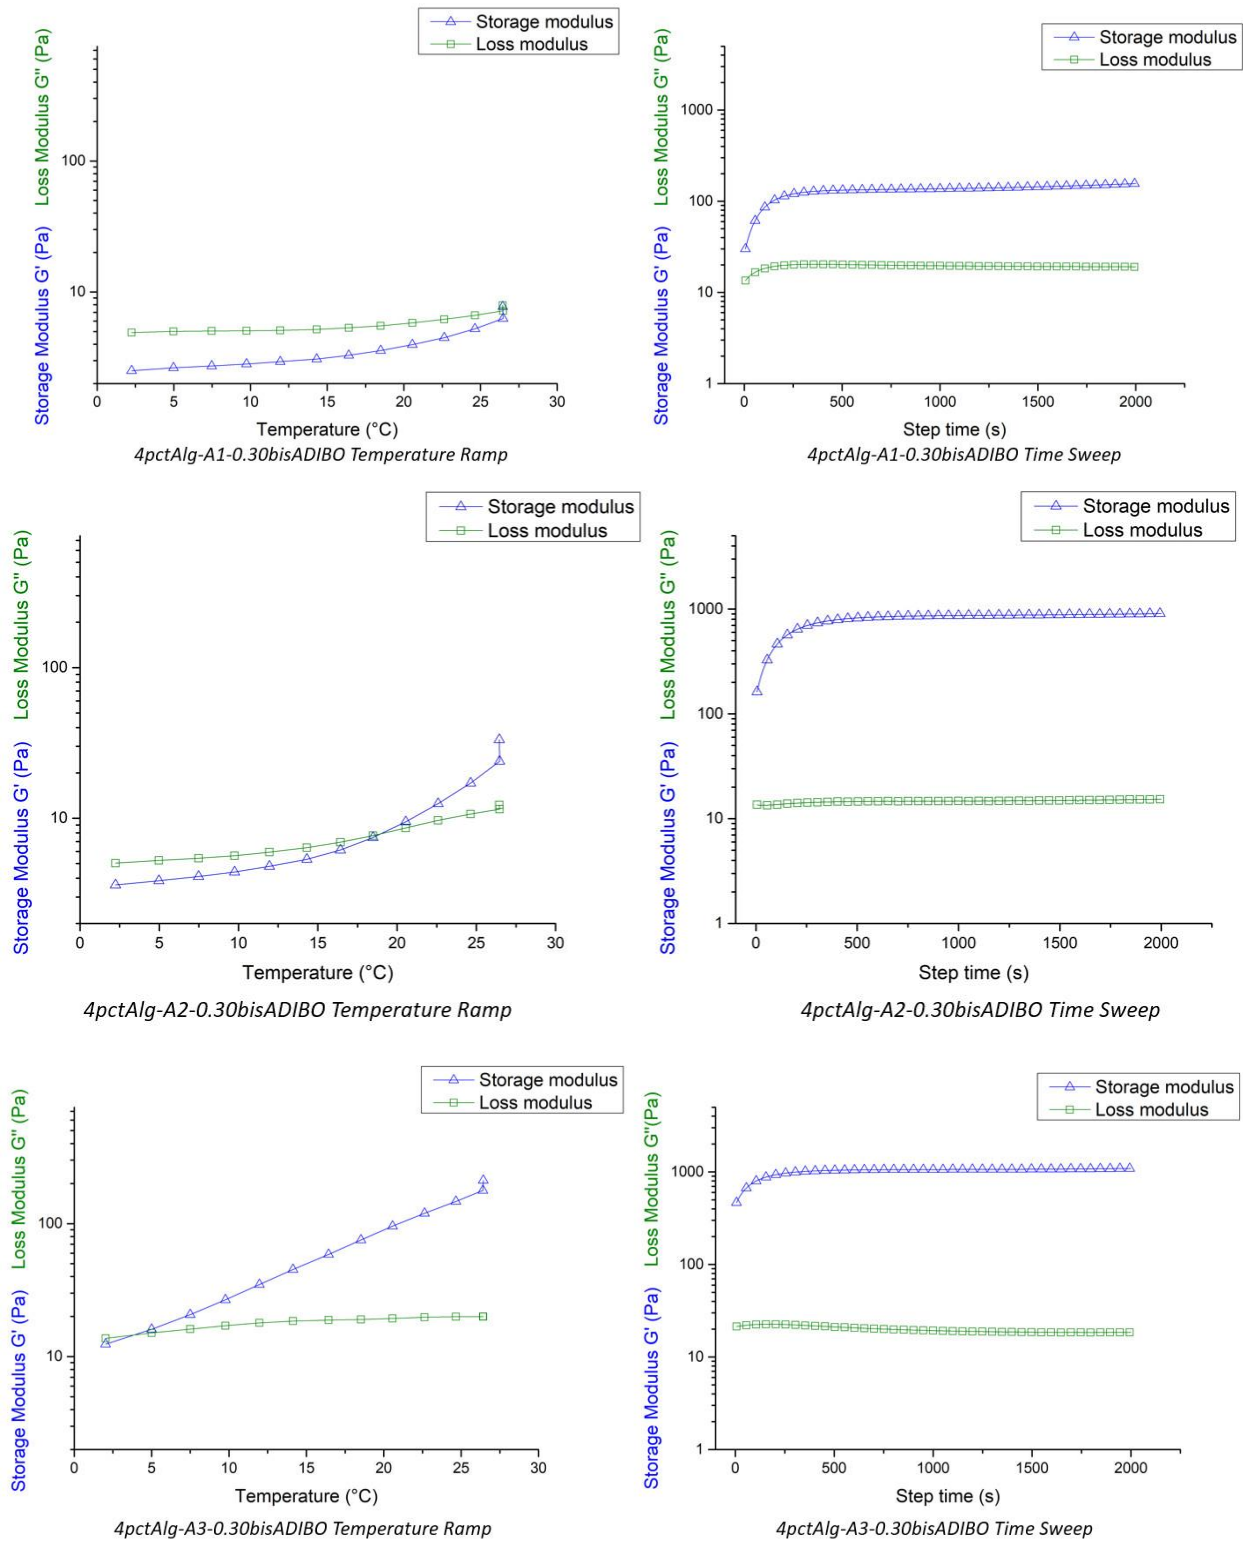 Storage modulus
Loss modulus
Storage Modulus G' (Pa)
Loss Modulus G'' (Pa)
100
10
0 5 10 15 20 25 30
Temperature (°C)
4pctAlg-A1-0.30bisADIBO Temperature Ramp
Storage modulus
Loss modulus
Storage Modulus G' (Pa)
Loss Modulus G'' (Pa)
1000
100
10
1
0 500 1000 1500 2000
Step time (s)
4pctAlg-A1-0.30bisADIBO Time Sweep
Storage modulus
Loss modulus
Storage Modulus G' (Pa)
Loss Modulus G'' (Pa)
100
10
0 5 10 15 20 25 30
Temperature (°C)
4pctAlg-A2-0.30bisADIBO Temperature Ramp
Storage modulus
Loss modulus
Storage Modulus G' (Pa)
Loss Modulus G'' (Pa)
1000
100
10
1
0 500 1000 1500 2000
Step time (s)
4pctAlg-A2-0.30bisADIBO Time Sweep
Storage modulus
Loss modulus
Storage Modulus G' (Pa)
Loss Modulus G'' (Pa)
100
10
0 5 10 15 20 25 30
Temperature (°C)
4pctAlg-A3-0.30bisADIBO Temperature Ramp
Storage modulus
Loss modulus
Storage Modulus G' (Pa)
Loss Modulus G''(Pa)
1000
100
10
1
0 500 1000 1500 2000
Step time (s)
4pctAlg-A3-0.30bisADIBO Time Sweep